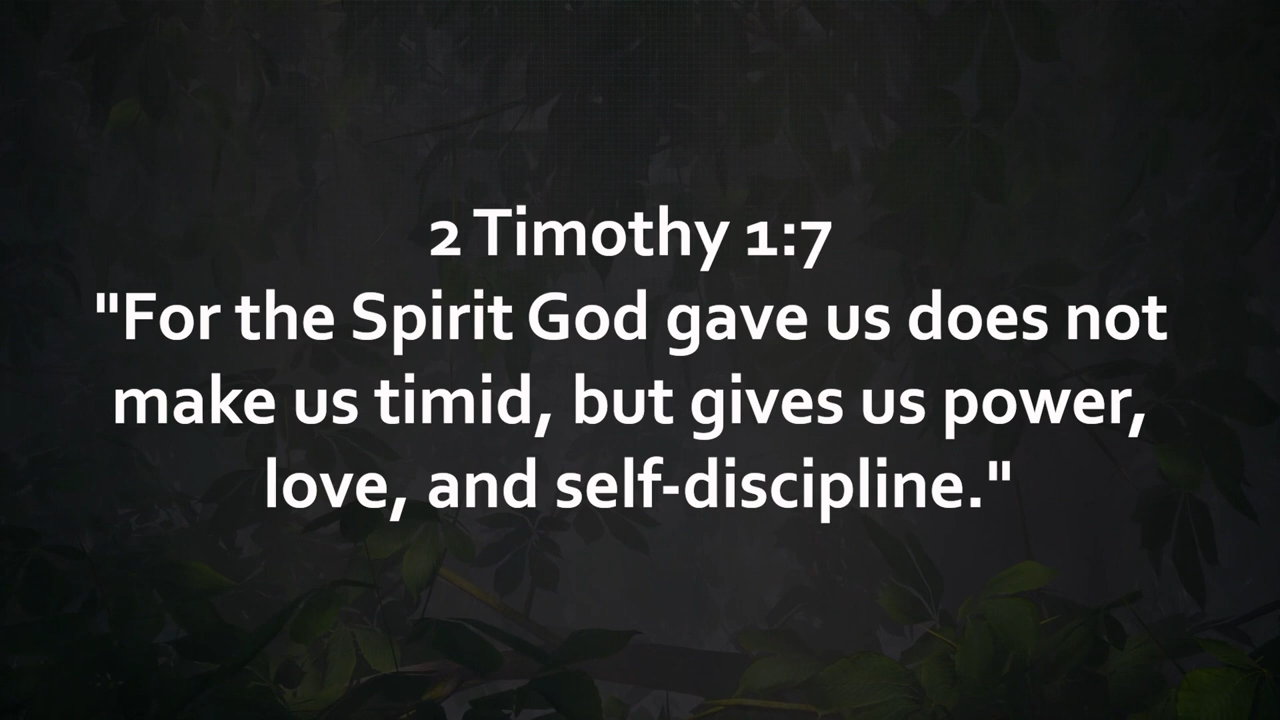 2 Timothy 1:7
"For the Spirit God gave us does not
make us timid, but gives us power,
love, and self-discipline."